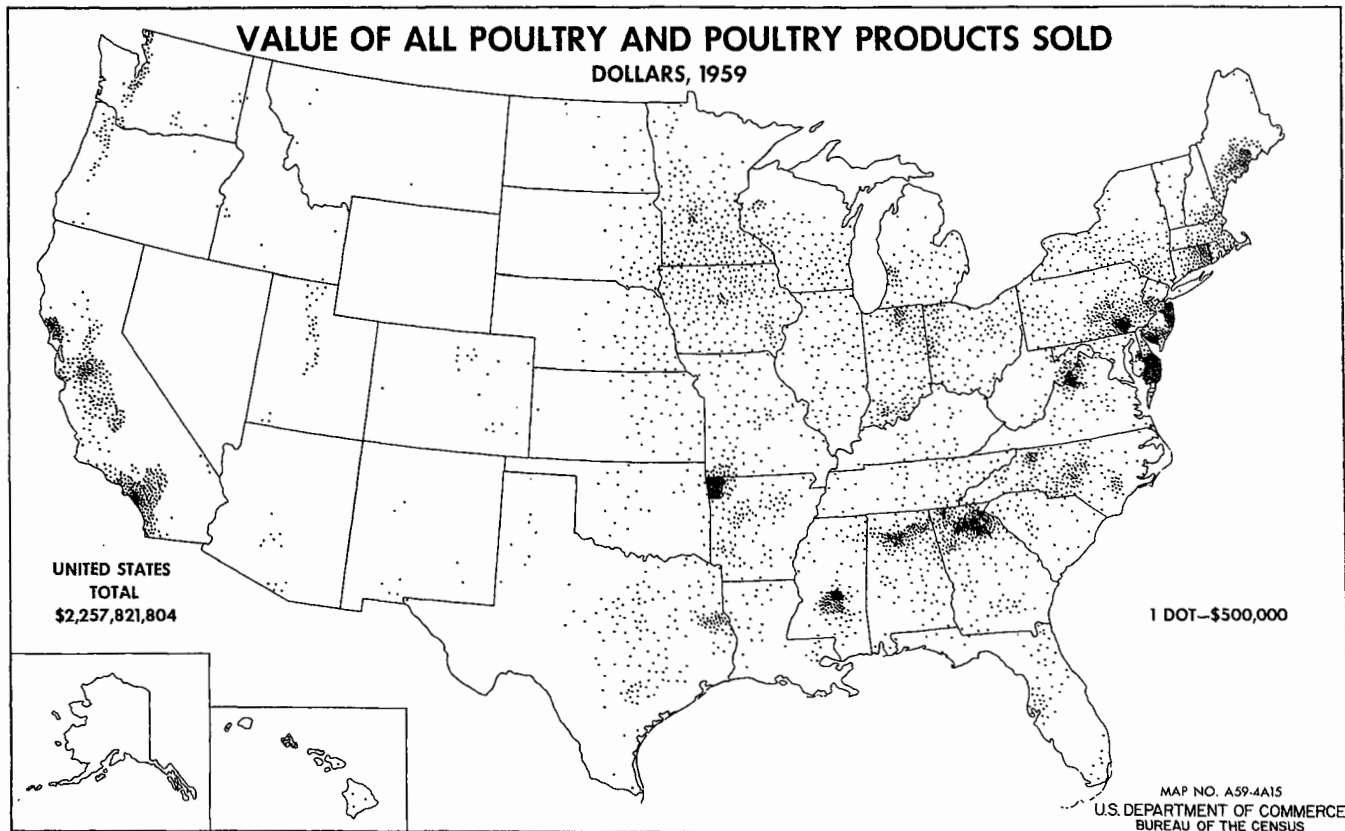 VALUE OF ALL POULTRY AND POULTRY PRODUCTS SOLD
DOLLARS, 1959
UNITED STATES
TOTAL
$2,257,821,804
1 DOT—$500,000
MAP NO. A59-4A15
U.S. DEPARTMENT OF COMMERCE
BUREAU OF THE CENSUS